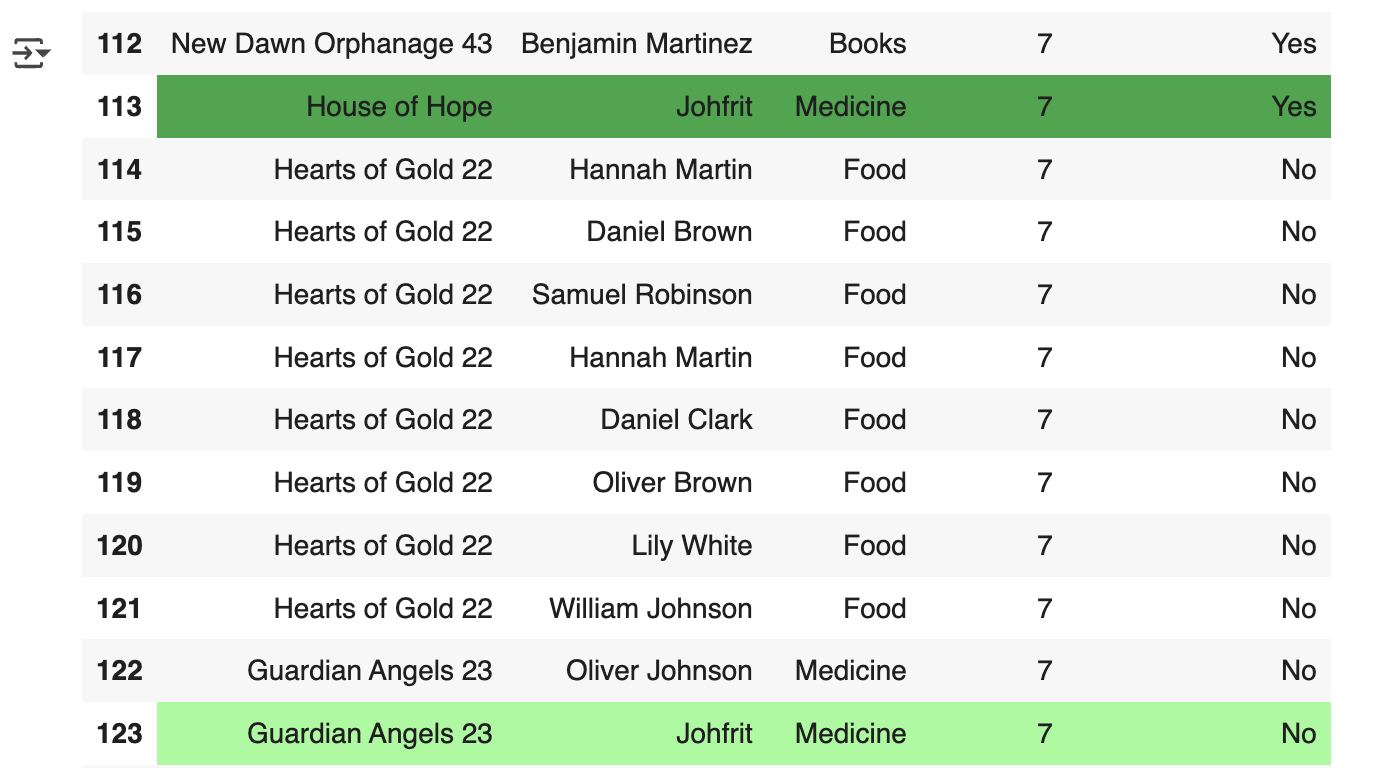 112 New Dawn Orphanage 43 Benjamin Martinez Books 7 Yes
113 House of Hope Johfrit Medicine 7 Yes
114 Hearts of Gold 22 Hannah Martin Food 7 No
115 Hearts of Gold 22 Daniel Brown Food 7 No
116 Hearts of Gold 22 Samuel Robinson Food 7 No
117 Hearts of Gold 22 Hannah Martin Food 7 No
118 Hearts of Gold 22 Daniel Clark Food 7 No
119 Hearts of Gold 22 Oliver Brown Food 7 No
120 Hearts of Gold 22 Lily White Food 7 No
121 Hearts of Gold 22 William Johnson Food 7 No
122 Guardian Angels 23 Oliver Johnson Medicine 7 No
123 Guardian Angels 23 Johfrit Medicine 7 No